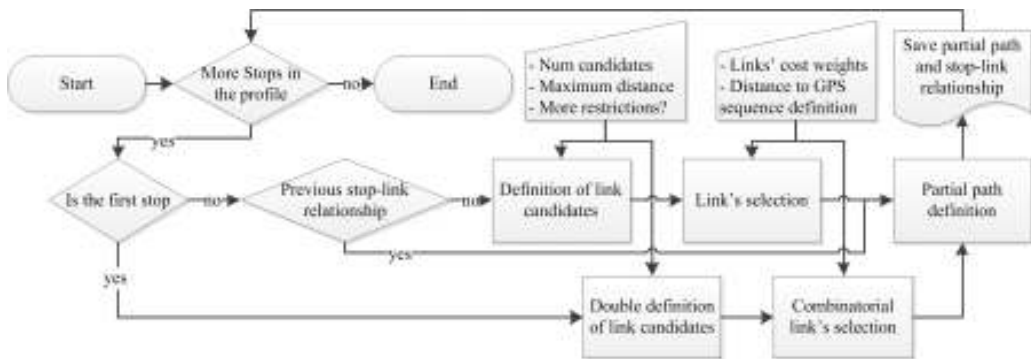 Start
More Stops in
the profile
no
End
- Num candidates
- Maximum distance
- More restrictions?
- Links' cost weights
- Distance to GPS
sequence definition
Save partial path
and stop-link
relationship
yes
Is the first stop
no
Previous stop-link
relationship
no
Definition of link
candidates
Link's selection
Partial path
definition
yes
yes
Double definition
of link candidates
Combinatorial
link's selection